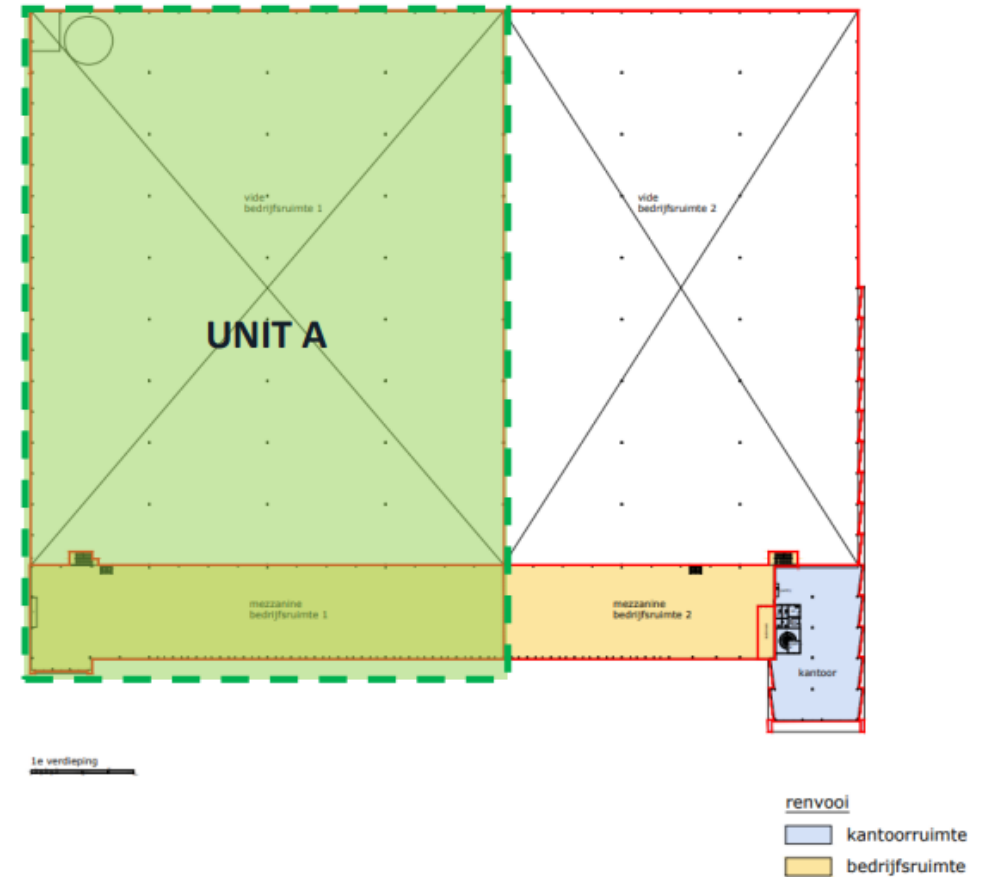 vide
bedrijfsruimte 1
vide
bedrijfsruimte 2
UNIT A
mezzanine
bedrijfsruimte 1
mezzanine
bedrijfsruimte 2
kantoor
1e verdieping
renvooi
kantoorruimte
bedrijfsruimte